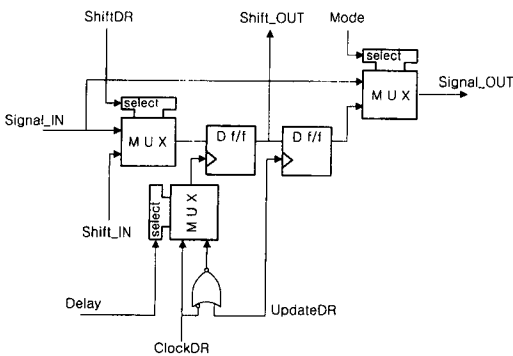 ShiftDR
Shift_OUT
Mode
select
select
Signal_OUT
MUX
Signal_IN
MUX
D f/f
D f/f
Shift_IN
select
MUX
Delay
UpdateDR
ClockDR